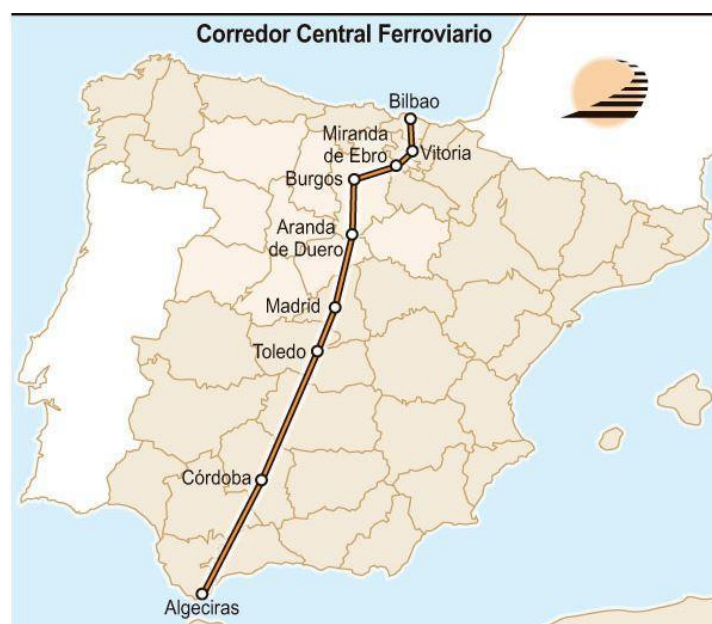 Corredor Central Ferroviario
Bilbao
Miranda
de Ebro
Vitoria
Burgos
Aranda
de Duero
Madrid
Toledo
Córdoba
Algeciras